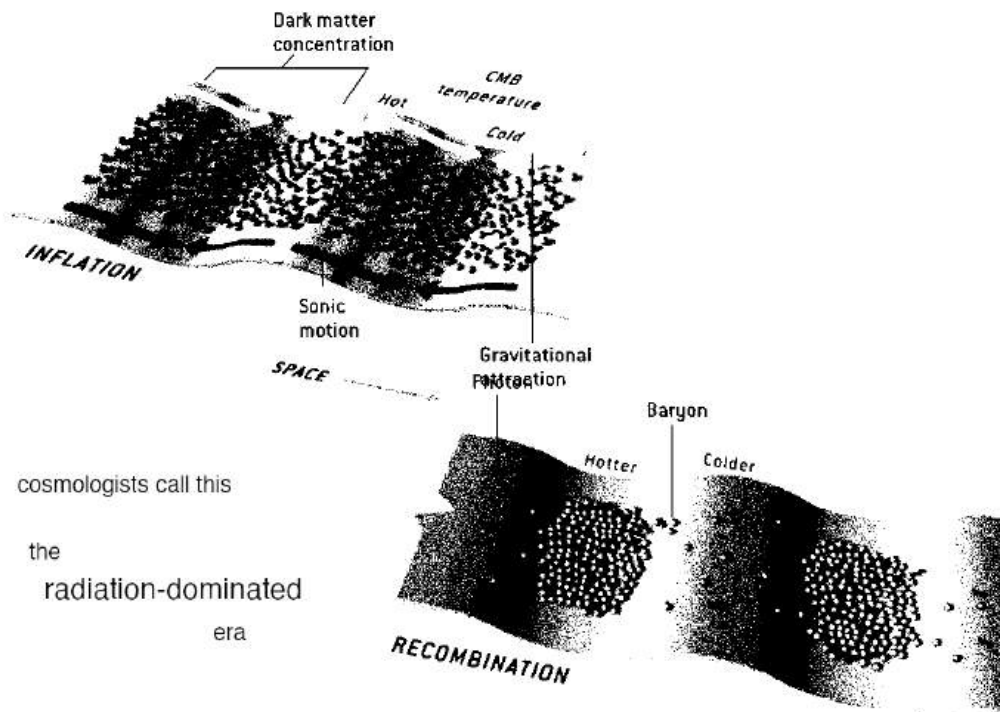 Dark matter
concentration
CMB
temperature
Hot
Cold
INFLATION
Sonic
motion
SPACE
Gravitational
attraction
Photon
Baryon
Hotter
Colder
cosmologists call this
the
radiation-dominated
era
RECOMBINATION